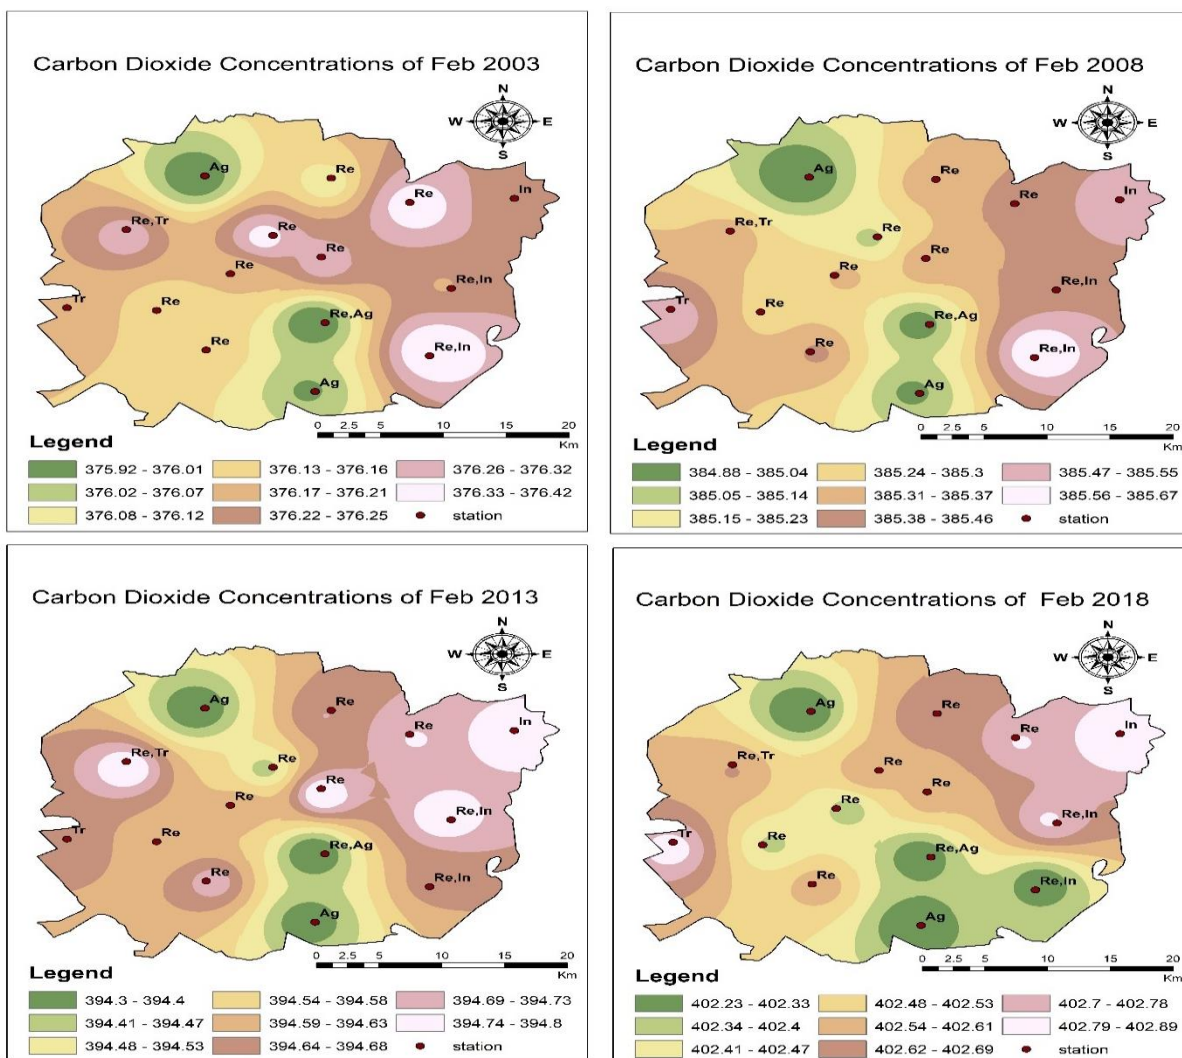 Carbon Dioxide Concentrations of Feb 2003
N
W E
S
Ag
Re
Re
In
Re,Tr
Re
Re
Re
Re,In
Tr
Re
Re,Ag
Re
Re,In
Ag
0 2.5 5 10 15 20
Km
Legend
375.92 - 376.01 376.13 - 376.16 376.26 - 376.32
376.02 - 376.07 376.17 - 376.21 376.33 - 376.42
376.08 - 376.12 376.22 - 376.25 station
Carbon Dioxide Concentrations of Feb 2008
N
W E
S
Ag
Re
Re
In
Re,Tr
Re
Re
Re
Re,In
Tr
Re
Re,Ag
Re
Re,In
Ag
0 2.5 5 10 15 20
Km
Legend
384.88 - 385.04 385.24 - 385.3 385.47 - 385.55
385.05 - 385.14 385.31 - 385.37 385.56 - 385.67
385.15 - 385.23 385.38 - 385.46 station
Carbon Dioxide Concentrations of Feb 2013
N
W E
S
Ag
Re
Re
In
Re,Tr
Re
Re
Re
Re,In
Tr
Re
Re,Ag
Re
Re,In
Ag
0 2.5 5 10 15 20
Km
Legend
394.3 - 394.4 394.54 - 394.58 394.69 - 394.73
394.41 - 394.47 394.59 - 394.63 394.74 - 394.8
394.48 - 394.53 394.64 - 394.68 station
Carbon Dioxide Concentrations of Feb 2018
N
W E
S
Ag
Re
Re
In
Re,Tr
Re
Re
Re
Re,In
Tr
Re
Re,Ag
Re
Re,In
Ag
0 2.5 5 10 15 20
Km
Legend
402.23 - 402.33 402.48 - 402.53 402.7 - 402.78
402.34 - 402.4 402.54 - 402.61 402.79 - 402.89
402.41 - 402.47 402.62 - 402.69 station